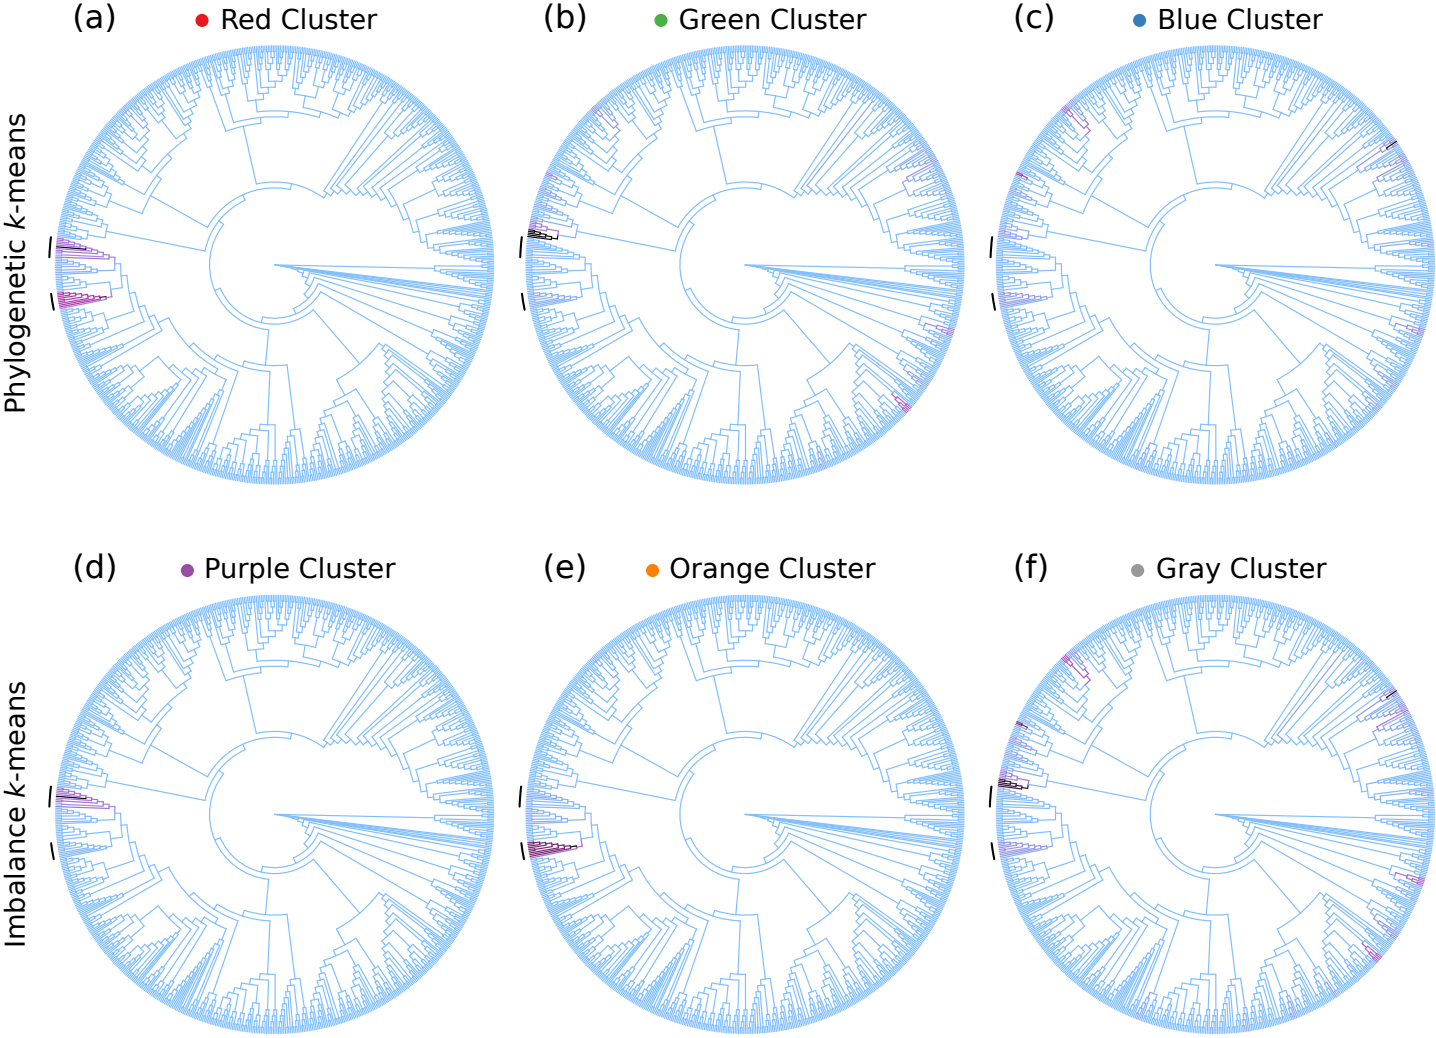 (a) Red Cluster
(b) Green Cluster
(c) Blue Cluster
Phylogenetic k-means
(d) Purple Cluster
(e) Orange Cluster
(f) Gray Cluster
Imbalance k-means